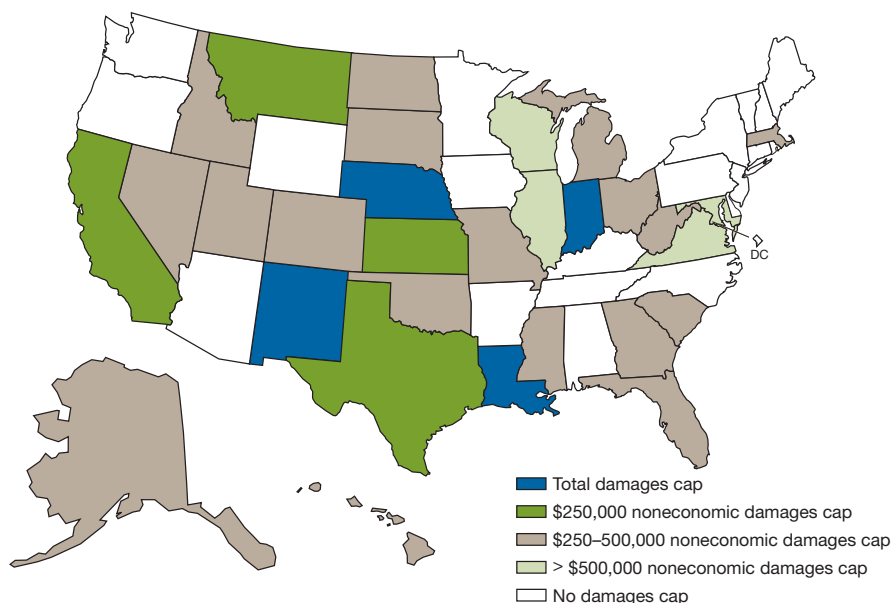 DC
Total damages cap
$250,000 noneconomic damages cap
$250–500,000 noneconomic damages cap
> $500,000 noneconomic damages cap
No damages cap